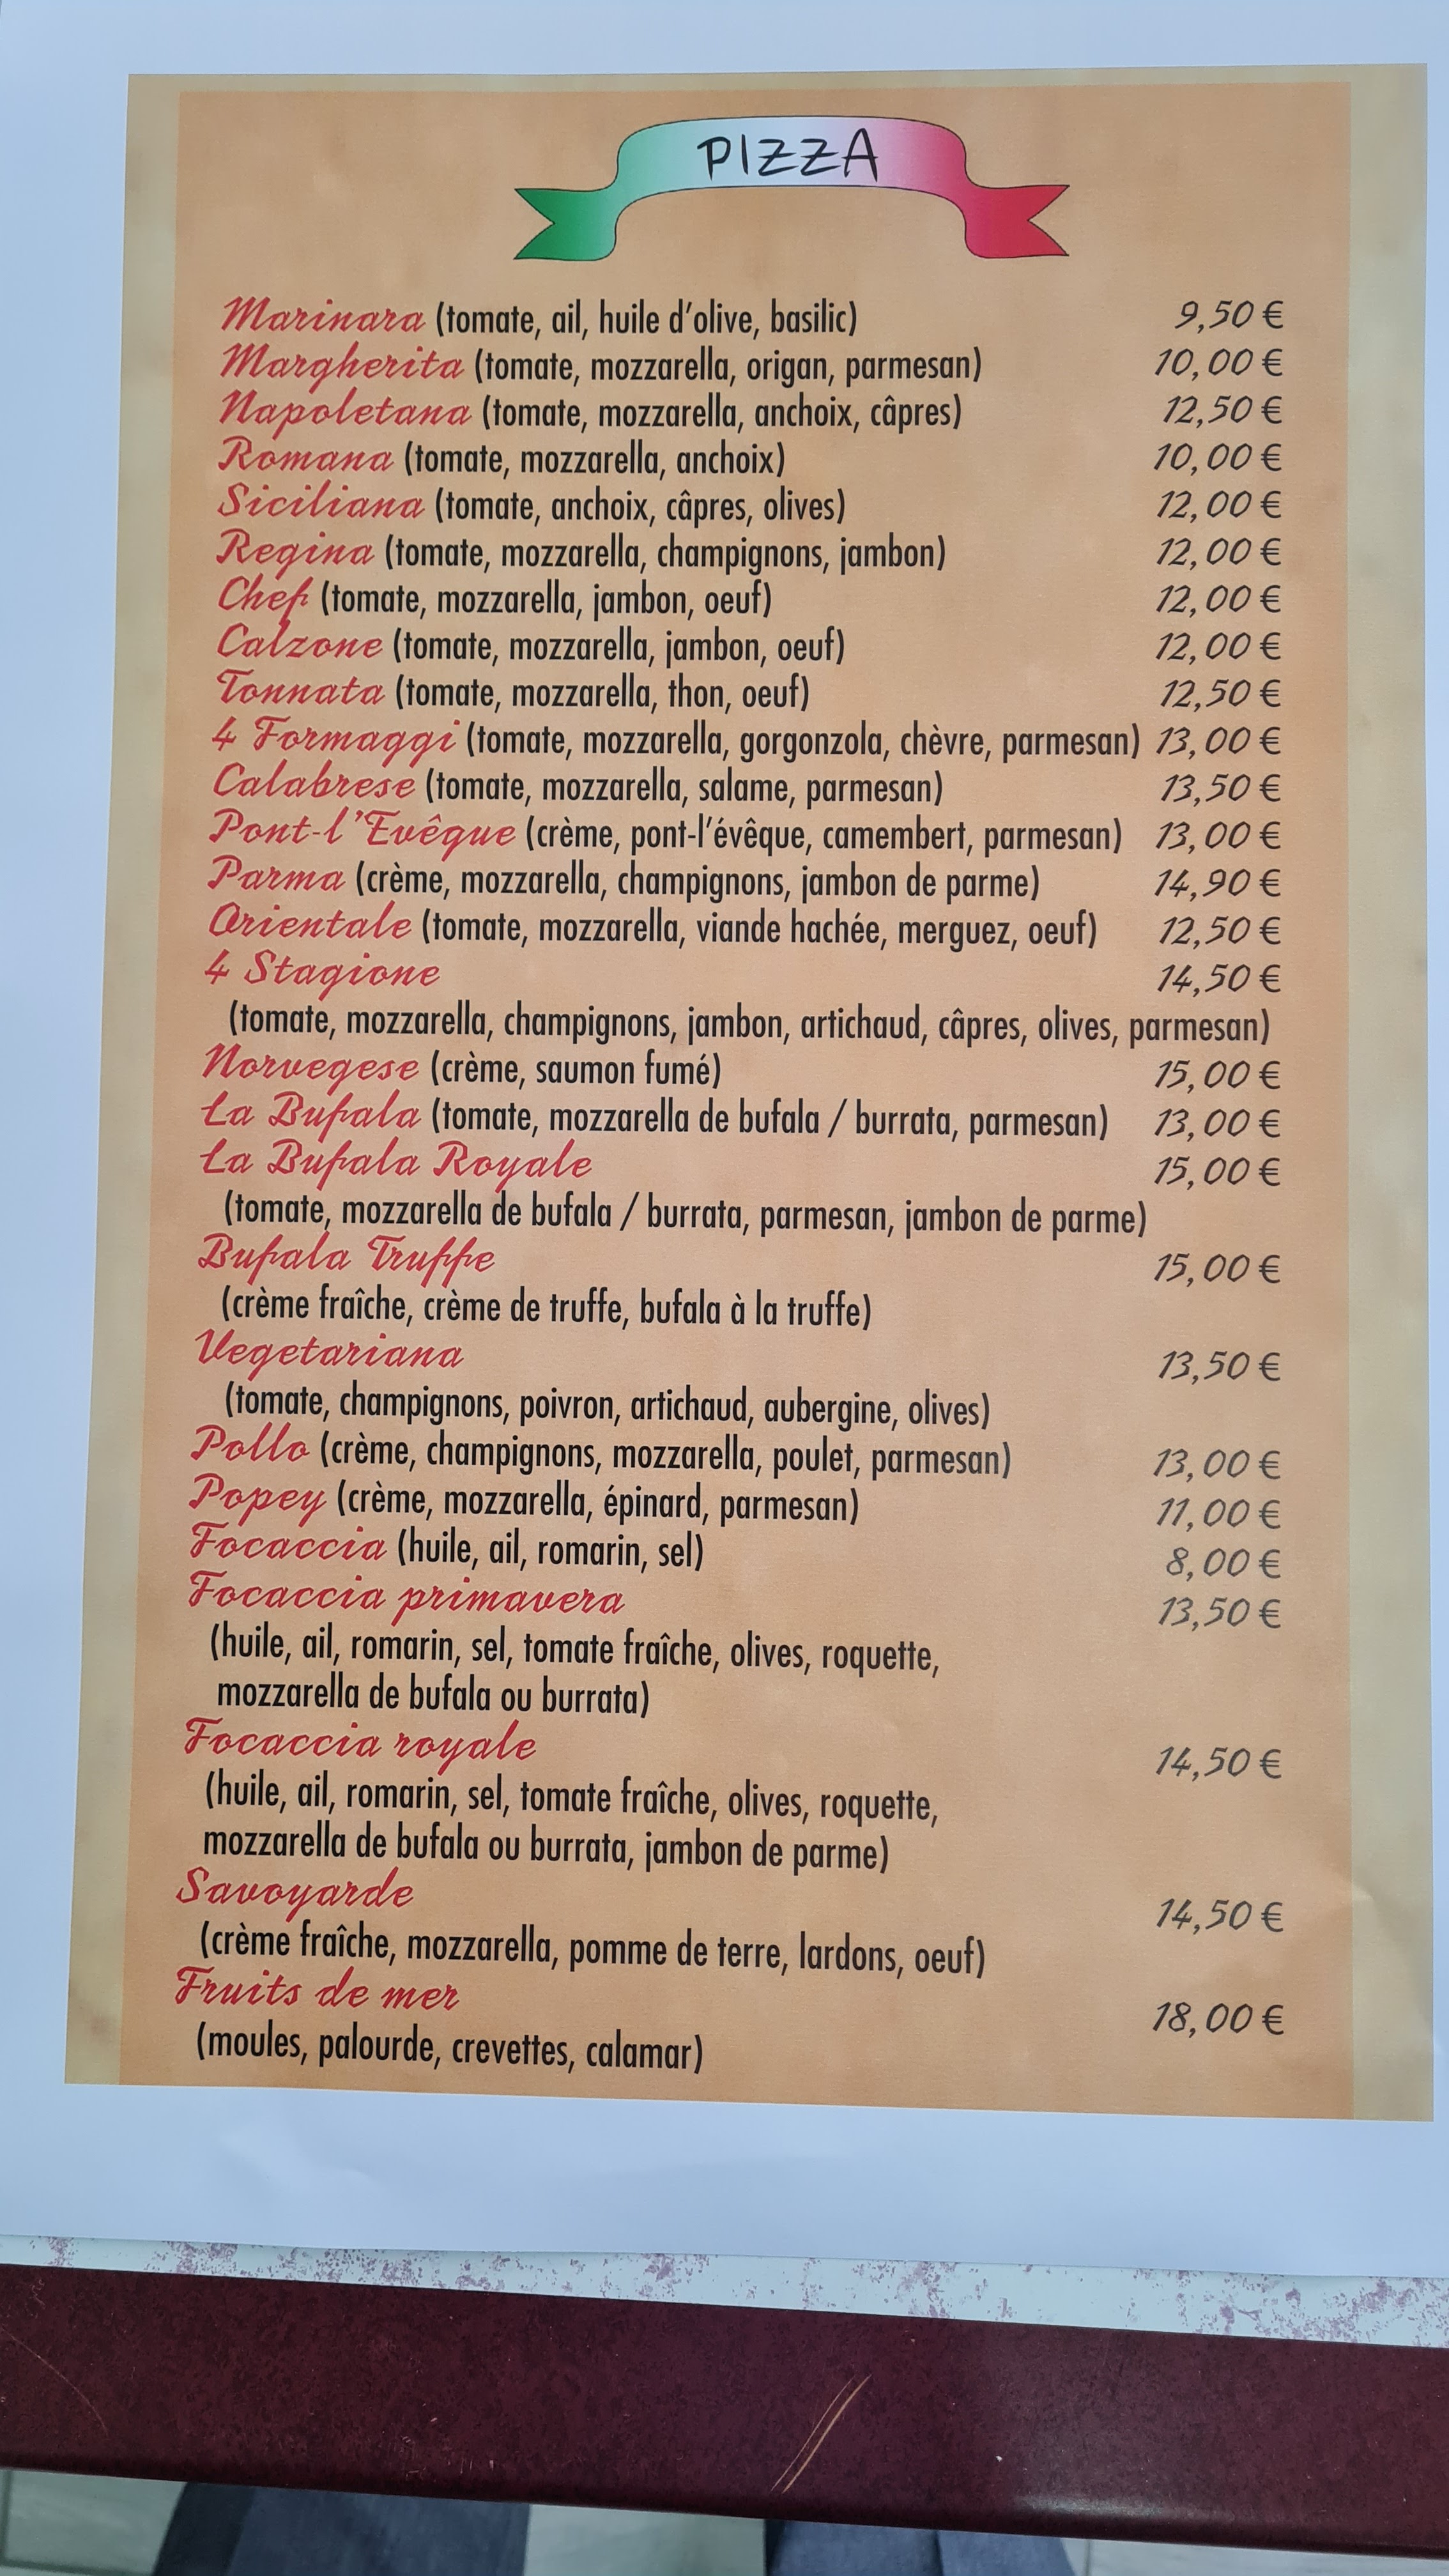 PIZZA
Marinara (tomate, ail, huile d'olive, basilic) 9,50 €
Margherita (tomate, mozzarella, origan, parmesan) 10,00 €
Napoletana (tomate, mozzarella, anchoix, câpres) 12,50 €
Romana (tomate, mozzarella, anchoix) 10,00 €
Siciliana (tomate, anchoix, câpres, olives) 12,00 €
Regina (tomate, mozzarella, champignons, jambon) 12,00 €
Chef (tomate, mozzarella, jambon, oeuf) 12,00 €
Calzone (tomate, mozzarella, jambon, oeuf) 12,00 €
Tonnata (tomate, mozzarella, thon, oeuf) 12,50 €
4 Formaggi (tomate, mozzarella, gorgonzola, chèvre, parmesan) 13,00 €
Calabrese (tomate, mozzarella, salame, parmesan) 13,50 €
Pont-l'Evêque (crème, pont-l'évêque, camembert, parmesan) 13,00 €
Parma (crème, mozzarella, champignons, jambon de parme) 14,90 €
Orientale (tomate, mozzarella, viande hachée, merguez, oeuf) 12,50 €
4 Stagione 14,50 €
(tomate, mozzarella, champignons, jambon, artichaud, câpres, olives, parmesan)
Norvegese (crème, saumon fumé) 15,00 €
La Bufala (tomate, mozzarella de bufala / burrata, parmesan) 13,00 €
La Bufala Royale 15,00 €
(tomate, mozzarella de bufala / burrata, parmesan, jambon de parme)
Bufala Truffe 15,00 €
(crème fraîche, crème de truffe, bufala à la truffe)
Vegetariana 13,50 €
(tomate, champignons, poivron, artichaud, aubergine, olives)
Pollo (crème, champignons, mozzarella, poulet, parmesan) 13,00 €
Popey (crème, mozzarella, épinard, parmesan) 11,00 €
Focaccia (huile, ail, romarin, sel) 8,00 €
Focaccia primavera 13,50 €
(huile, ail, romarin, sel, tomate fraîche, olives, roquette,
mozzarella de bufala ou burrata)
Focaccia royale 14,50 €
(huile, ail, romarin, sel, tomate fraîche, olives, roquette,
mozzarella de bufala ou burrata, jambon de parme)
Savoyarde 14,50 €
(crème fraîche, mozzarella, pomme de terre, lardons, oeuf)
Fruits de mer 18,00 €
(moules, palourde, crevettes, calamar)